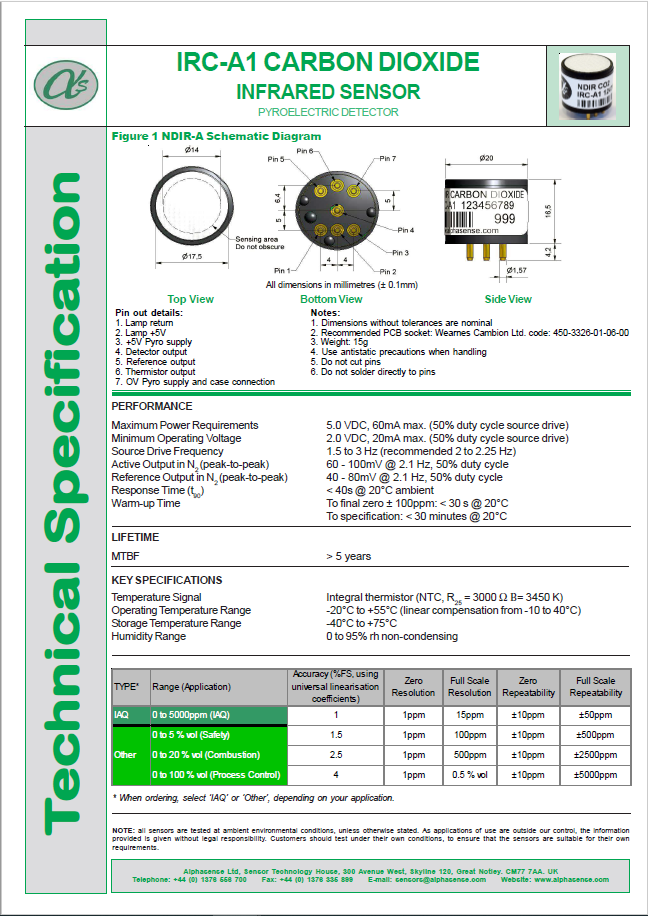 IRC-A1 CARBON DIOXIDE
INFRARED SENSOR
PYROELECTRIC DETECTOR
α's
NDIR CO2
IRC-A1
Technical Specification
Figure 1 NDIR-A Schematic Diagram
Ø14
Sensing area
Do not obscure
Ø17,5
Pin 6
Pin 5
Pin 7
6,4
5
5
Pin 4
Pin 3
Pin 1
4
4
Pin 2
All dimensions in millimetres (± 0.1mm)
Ø20
CARBON DIOXIDE
A1 123456789
999
alphasense.com
16,5
4,2
Ø1,57
Top View
Bottom View
Side View
Pin out details:
1. Lamp return
2. Lamp +5V
3. +5V Pyro supply
4. Detector output
5. Reference output
6. Thermistor output
7. OV Pyro supply and case connection
Notes:
1. Dimensions without tolerances are nominal
2. Recommended PCB socket: Wearnes Cambion Ltd. code: 450-3326-01-06-00
3. Weight: 15g
4. Use antistatic precautions when handling
5. Do not cut pins
6. Do not solder directly to pins
PERFORMANCE
Maximum Power Requirements 5.0 VDC, 60mA max. (50% duty cycle source drive)
Minimum Operating Voltage 2.0 VDC, 20mA max. (50% duty cycle source drive)
Source Drive Frequency 1.5 to 3 Hz (recommended 2 to 2.25 Hz)
Active Output in N2 (peak-to-peak) 60 - 100mV @ 2.1 Hz, 50% duty cycle
Reference Output in N2 (peak-to-peak) 40 - 80mV @ 2.1 Hz, 50% duty cycle
Response Time (t90) < 40s @ 20°C ambient
Warm-up Time To final zero ± 100ppm: < 30 s @ 20°C
To specification: < 30 minutes @ 20°C
LIFETIME
MTBF > 5 years
KEY SPECIFICATIONS
Temperature Signal Integral thermistor (NTC, R25 = 3000 Ω B= 3450 K)
Operating Temperature Range -20°C to +55°C (linear compensation from -10 to 40°C)
Storage Temperature Range -40°C to +75°C
Humidity Range 0 to 95% rh non-condensing
TYPE* Range (Application) Accuracy (%FS, using universal linearisation coefficients) Zero Resolution Full Scale Resolution Zero Repeatability Full Scale Repeatability
IAQ 0 to 5000ppm (IAQ) 1 1ppm 15ppm ±10ppm ±50ppm
0 to 5 % vol (Safety) 1.5 1ppm 100ppm ±10ppm ±500ppm
Other 0 to 20 % vol (Combustion) 2.5 1ppm 500ppm ±10ppm ±2500ppm
0 to 100 % vol (Process Control) 4 1ppm 0.5 % vol ±10ppm ±5000ppm
* When ordering, select 'IAQ' or 'Other', depending on your application.
NOTE: all sensors are tested at ambient environmental conditions, unless otherwise stated. As applications of use are outside our control, the information
provided is given without legal responsibility. Customers should test under their own conditions, to ensure that the sensors are suitable for their own
requirements.
Alphasense Ltd, Sensor Technology House, 300 Avenue West, Skyline 120, Great Notley. CM77 7AA. UK
Telephone: +44 (0) 1376 556 700 Fax: +44 (0) 1376 335 899 E-mail: sensors@alphasense.com Website: www.alphasense.com